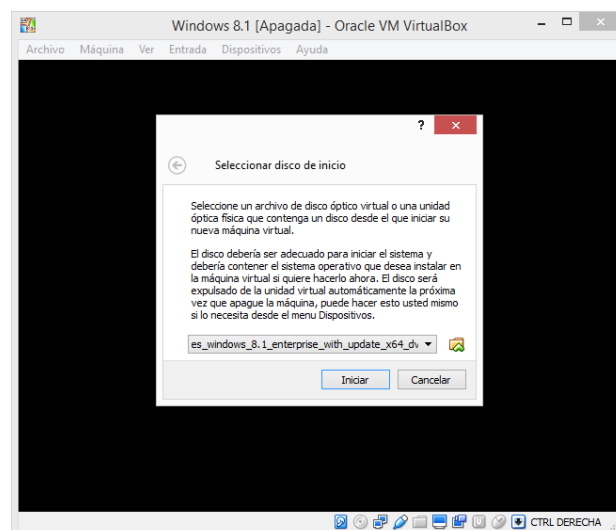 Windows 8.1 [Apagada] - Oracle VM VirtualBox
Archivo Máquina Ver Entrada Dispositivos Ayuda
?
Seleccionar disco de inicio
Seleccione un archivo de disco óptico virtual o una unidad
óptica física que contenga un disco desde el que iniciar su
nueva máquina virtual.
El disco debería ser adecuado para iniciar el sistema y
debería contener el sistema operativo que desea instalar en
la máquina virtual si quiere hacerlo ahora. El disco será
expulsado de la unidad virtual automáticamente la próxima
vez que apague la máquina, puede hacer esto usted mismo
si lo necesita desde el menu Dispositivos.
es_windows_8.1_enterprise_with_update_x64_dv
Iniciar Cancelar
CTRL DERECHA